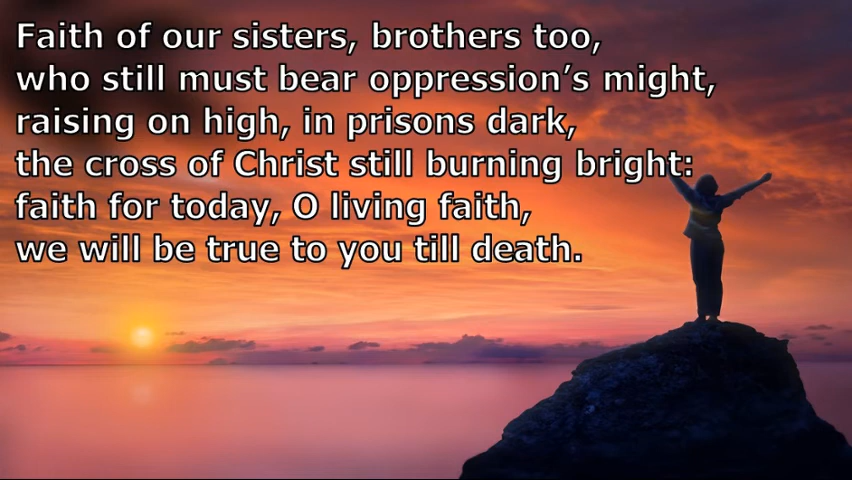 Faith of our sisters, brothers too,
who still must bear oppression’s might,
raising on high, in prisons dark,
the cross of Christ still burning bright:
faith for today, O living faith,
we will be true to you till death.